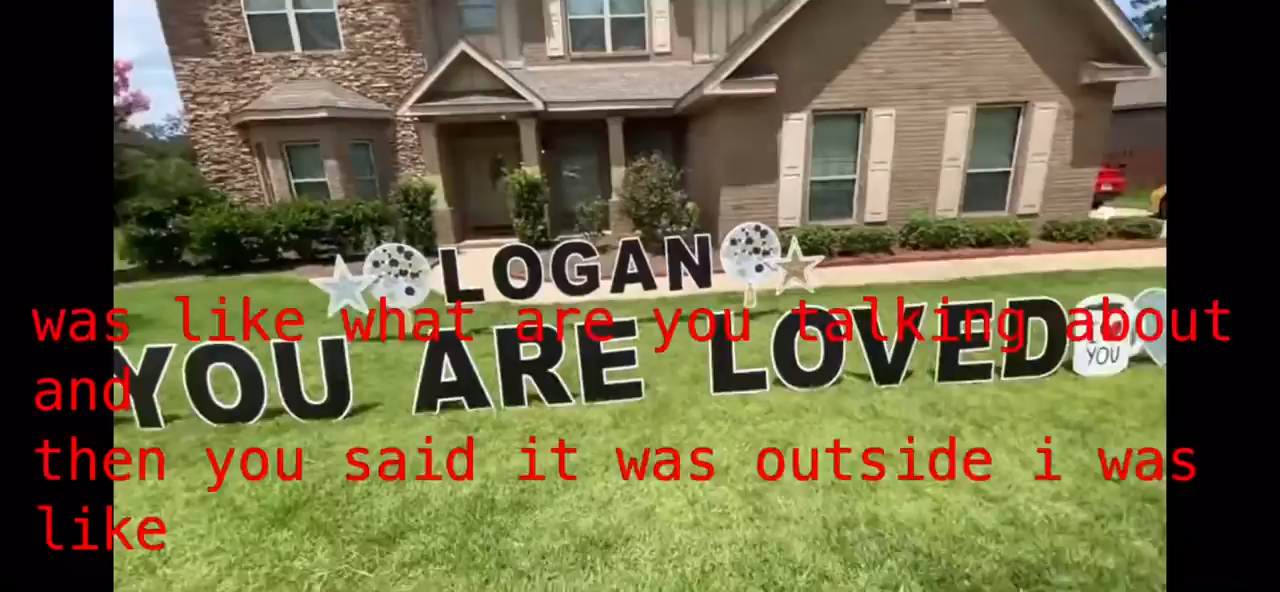 LOGAN
YOU ARE LOVED
YOU
was like what are you talking about
and
then you said it was outside i was
like